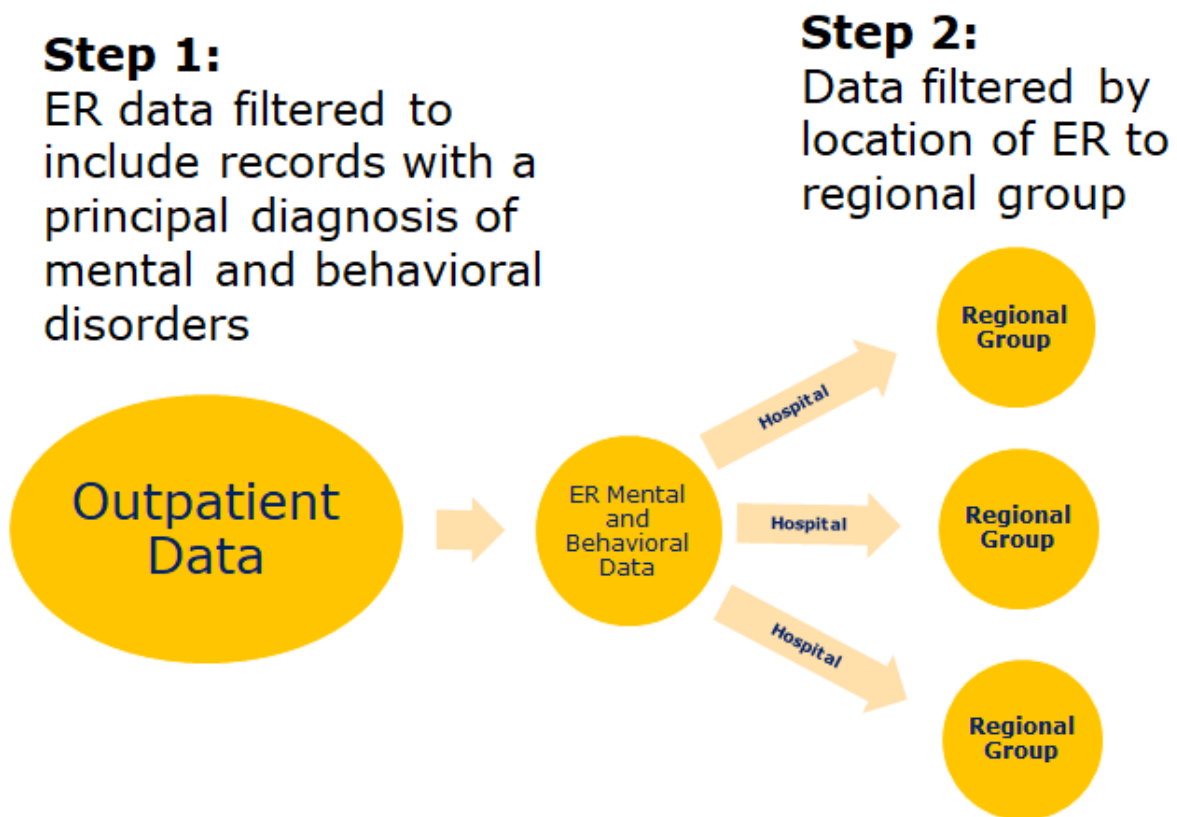 Step 1:
ER data filtered to
include records with a
principal diagnosis of
mental and behavioral
disorders
Step 2:
Data filtered by
location of ER to
regional group
Outpatient
Data
ER Mental
and
Behavioral
Data
Hospital
Hospital
Hospital
Regional
Group
Regional
Group
Regional
Group